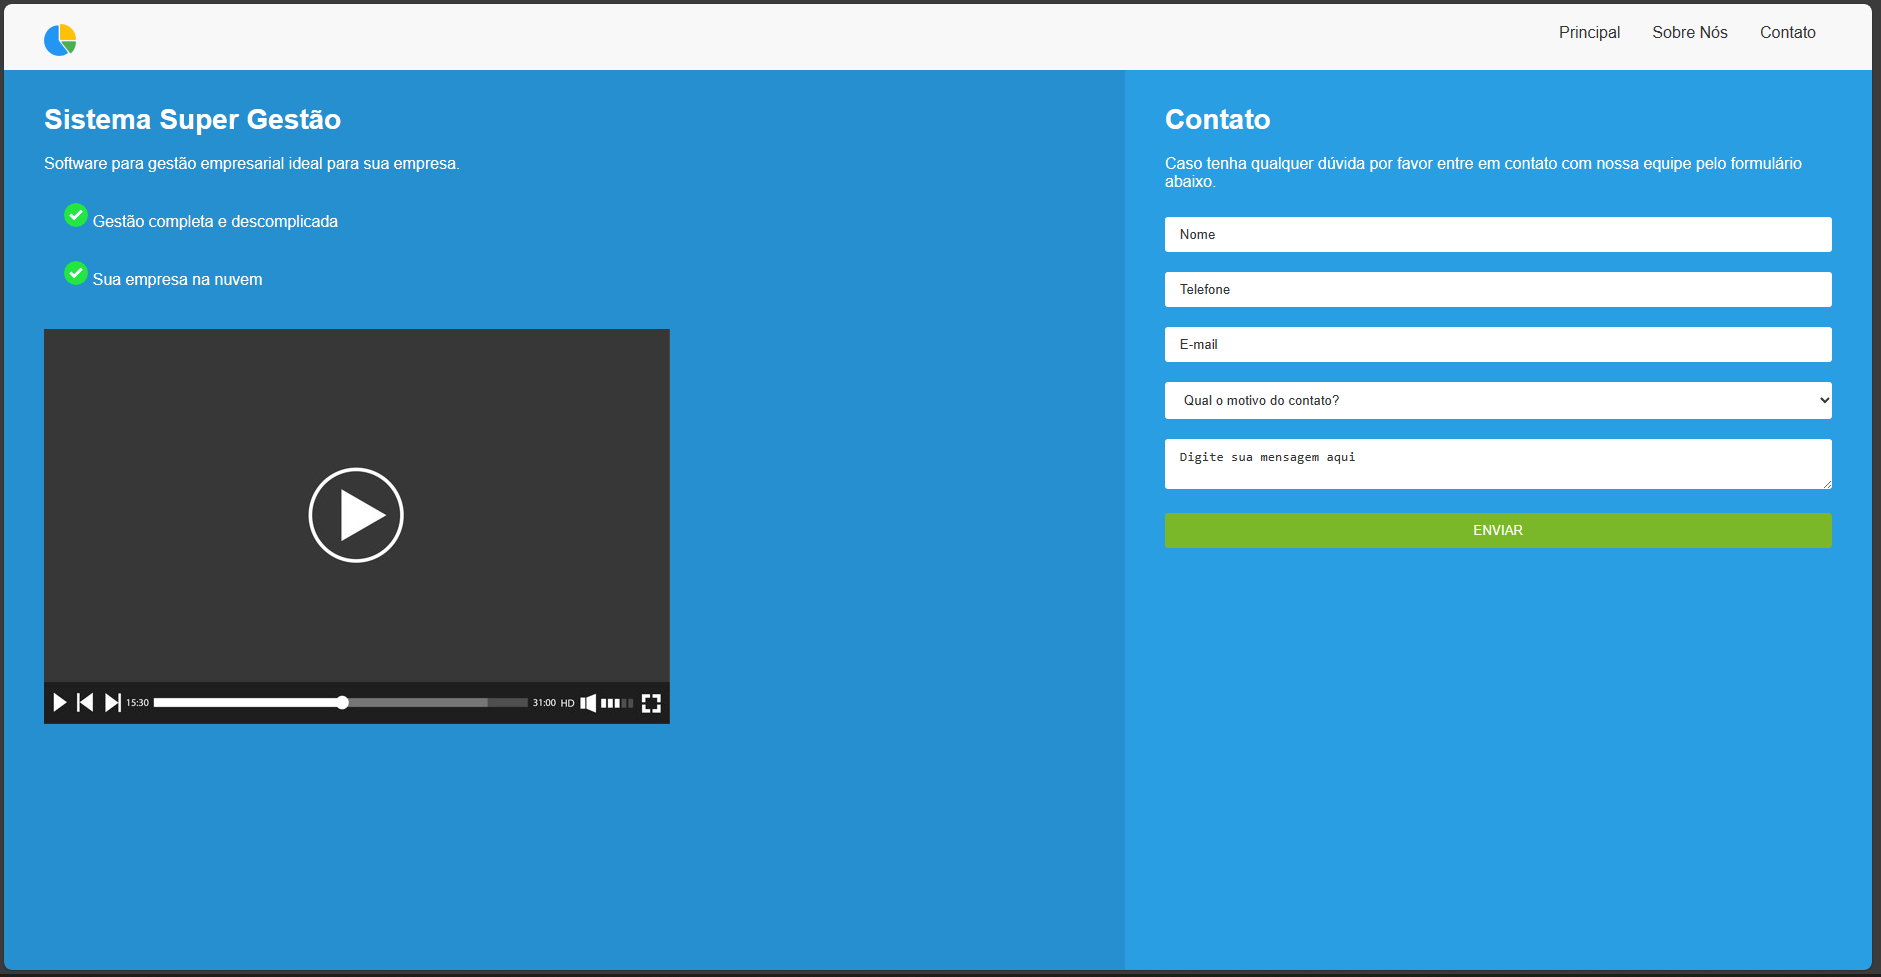 Principal Sobre Nós Contato
Sistema Super Gestão
Software para gestão empresarial ideal para sua empresa.
Gestão completa e descomplicada
Sua empresa na nuvem
15:30 31:00 HD
Contato
Caso tenha qualquer dúvida por favor entre em contato com nossa equipe pelo formulário
abaixo.
Nome
Telefone
E-mail
Qual o motivo do contato?
Digite sua mensagem aqui
ENVIAR